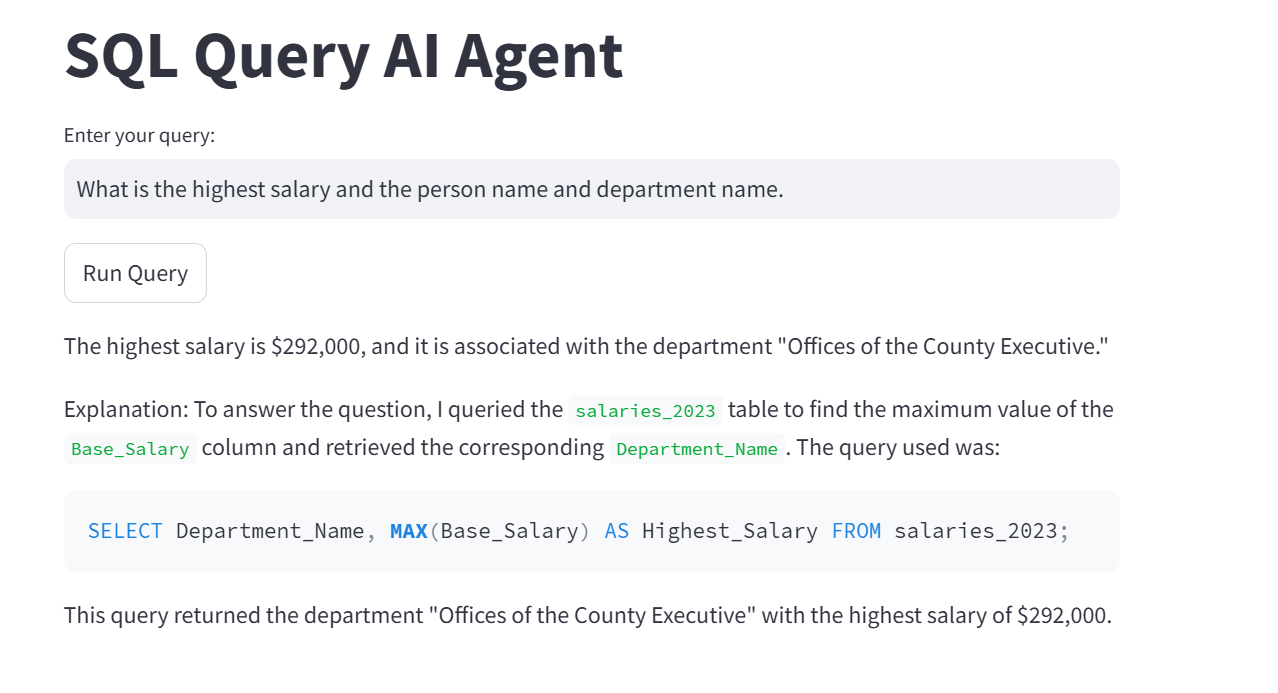 SQL Query AI Agent
Enter your query:
What is the highest salary and the person name and department name.
Run Query
The highest salary is $292,000, and it is associated with the department "Offices of the County Executive."
Explanation: To answer the question, I queried the salaries_2023 table to find the maximum value of the
Base_Salary column and retrieved the corresponding Department_Name . The query used was:
SELECT Department_Name, MAX(Base_Salary) AS Highest_Salary FROM salaries_2023;
This query returned the department "Offices of the County Executive" with the highest salary of $292,000.